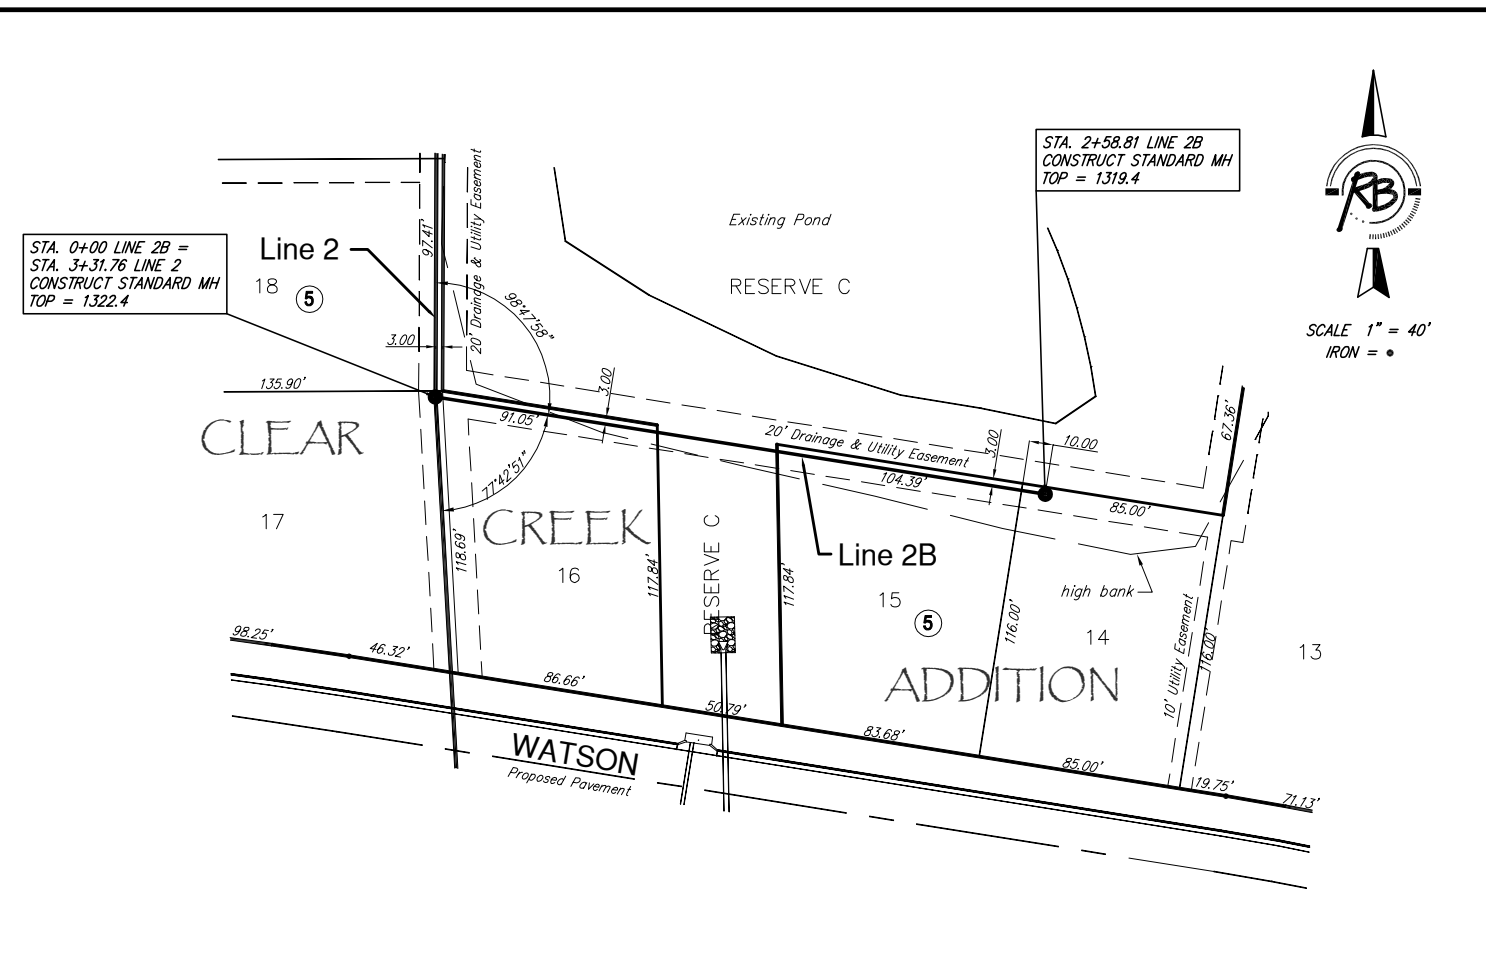 STA. 2+58.81 LINE 2B
CONSTRUCT STANDARD MH
TOP = 1319.4
RB
SCALE 1" = 40'
IRON =
STA. 0+00 LINE 2B =
STA. 3+31.76 LINE 2
CONSTRUCT STANDARD MH
TOP = 1322.4
Line 2
97.41'
20' Drainage & Utility Easement
Existing Pond
RESERVE C
18
5
98°47'58"
3.00
3.00
135.90'
91.05'
67.36'
20' Drainage & Utility Easement
3.00
10.00
CLEAR
77°42'51"
104.39'
85.00'
17
CREEK
118.69'
16
117.84'
RESERVE C
117.84'
Line 2B
15
5
high bank
116.00'
14
10' Utility Easement
116.00'
13
98.25'
46.32'
86.66'
50.79'
ADDITION
83.68'
85.00'
19.75'
71.13'
WATSON
Proposed Pavement